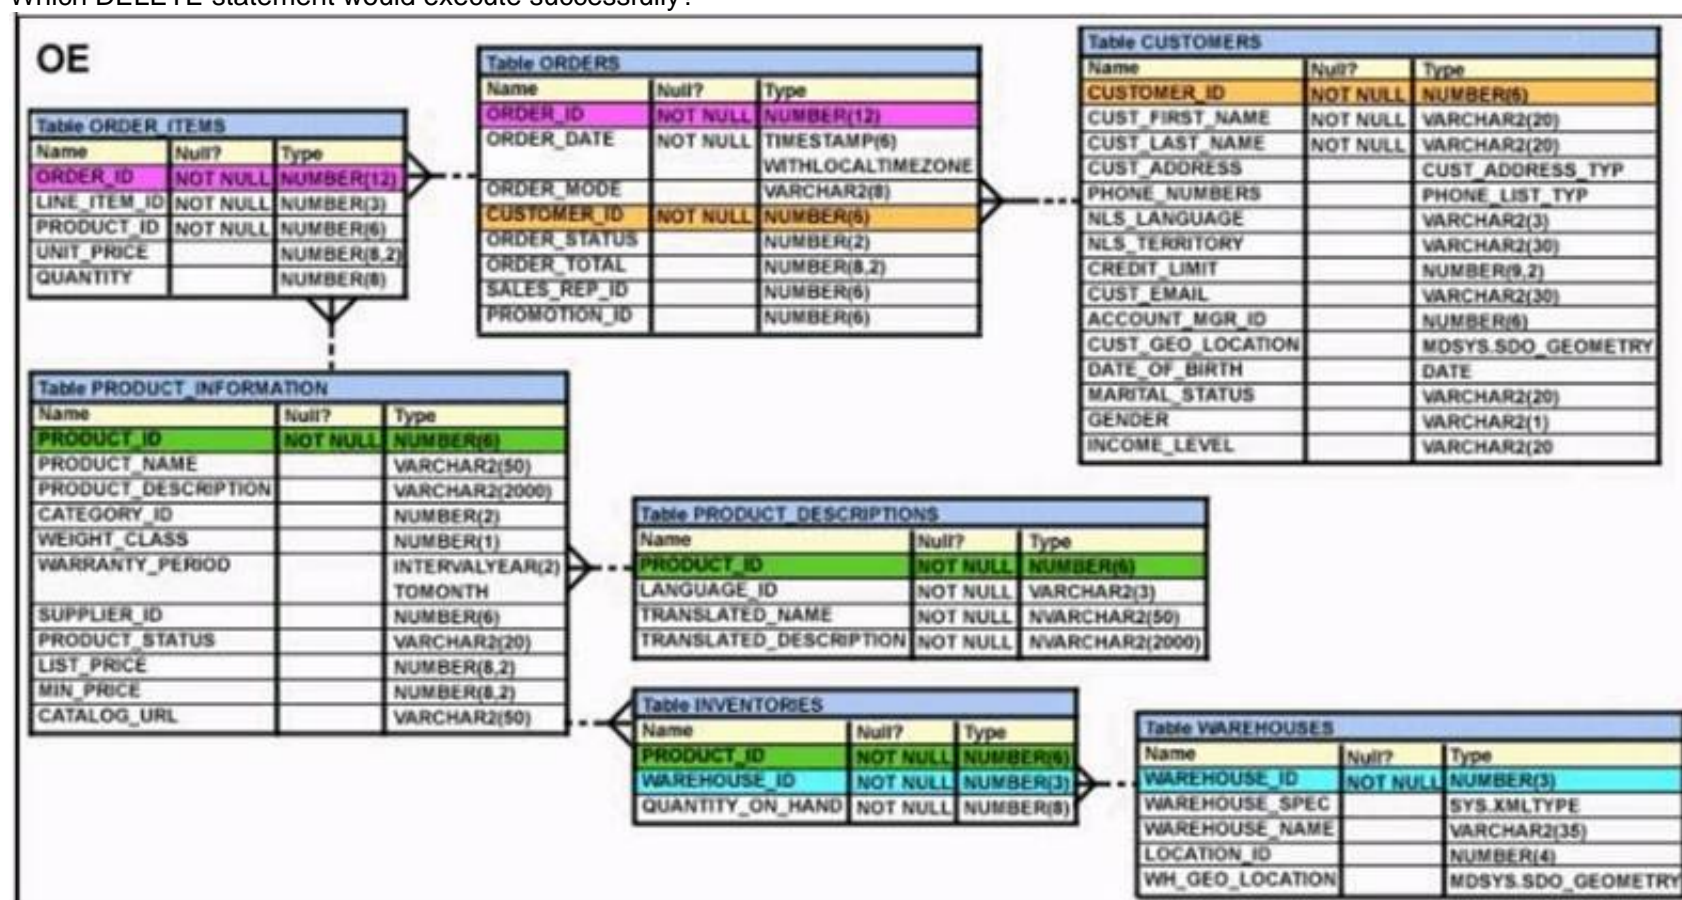 Which DELETE statement would execute successfully?
OE
Table ORDER_ITEMS
Name Null? Type
ORDER_ID NOT NULL NUMBER(12)
LINE_ITEM_ID NOT NULL NUMBER(3)
PRODUCT_ID NOT NULL NUMBER(6)
UNIT_PRICE NUMBER(8,2)
QUANTITY NUMBER(8)
Table ORDERS
Name Null? Type
ORDER_ID NOT NULL NUMBER(12)
ORDER_DATE NOT NULL TIMESTAMP(6)
WITHLOCALTIMEZONE
ORDER_MODE VARCHAR2(8)
CUSTOMER_ID NOT NULL NUMBER(6)
ORDER_STATUS NUMBER(2)
ORDER_TOTAL NUMBER(8,2)
SALES_REP_ID NUMBER(6)
PROMOTION_ID NUMBER(6)
Table CUSTOMERS
Name Null? Type
CUSTOMER_ID NOT NULL NUMBER(6)
CUST_FIRST_NAME NOT NULL VARCHAR2(20)
CUST_LAST_NAME NOT NULL VARCHAR2(20)
CUST_ADDRESS CUST_ADDRESS_TYP
PHONE_NUMBERS PHONE_LIST_TYP
NLS_LANGUAGE VARCHAR2(3)
NLS_TERRITORY VARCHAR2(30)
CREDIT_LIMIT NUMBER(9,2)
CUST_EMAIL VARCHAR2(30)
ACCOUNT_MGR_ID NUMBER(6)
CUST_GEO_LOCATION MDSYS.SDO_GEOMETRY
DATE_OF_BIRTH DATE
MARITAL_STATUS VARCHAR2(20)
GENDER VARCHAR2(1)
INCOME_LEVEL VARCHAR2(20
Table PRODUCT_INFORMATION
Name Null? Type
PRODUCT_ID NOT NULL NUMBER(6)
PRODUCT_NAME VARCHAR2(50)
PRODUCT_DESCRIPTION VARCHAR2(2000)
CATEGORY_ID NUMBER(2)
WEIGHT_CLASS NUMBER(1)
WARRANTY_PERIOD INTERVALYEAR(2)
TOMONTH
SUPPLIER_ID NUMBER(6)
PRODUCT_STATUS VARCHAR2(20)
LIST_PRICE NUMBER(8,2)
MIN_PRICE NUMBER(8,2)
CATALOG_URL VARCHAR2(50)
Table PRODUCT_DESCRIPTIONS
Name Null? Type
PRODUCT_ID NOT NULL NUMBER(6)
LANGUAGE_ID NOT NULL VARCHAR2(3)
TRANSLATED_NAME NOT NULL NVARCHAR2(50)
TRANSLATED_DESCRIPTION NOT NULL NVARCHAR2(2000)
Table INVENTORIES
Name Null? Type
PRODUCT_ID NOT NULL NUMBER(6)
WAREHOUSE_ID NOT NULL NUMBER(3)
QUANTITY_ON_HAND NOT NULL NUMBER(8)
Table WAREHOUSES
Name Null? Type
WAREHOUSE_ID NOT NULL NUMBER(3)
WAREHOUSE_SPEC SYS.XMLTYPE
WAREHOUSE_NAME VARCHAR2(35)
LOCATION_ID NUMBER(4)
WH_GEO_LOCATION MDSYS.SDO_GEOMETRY